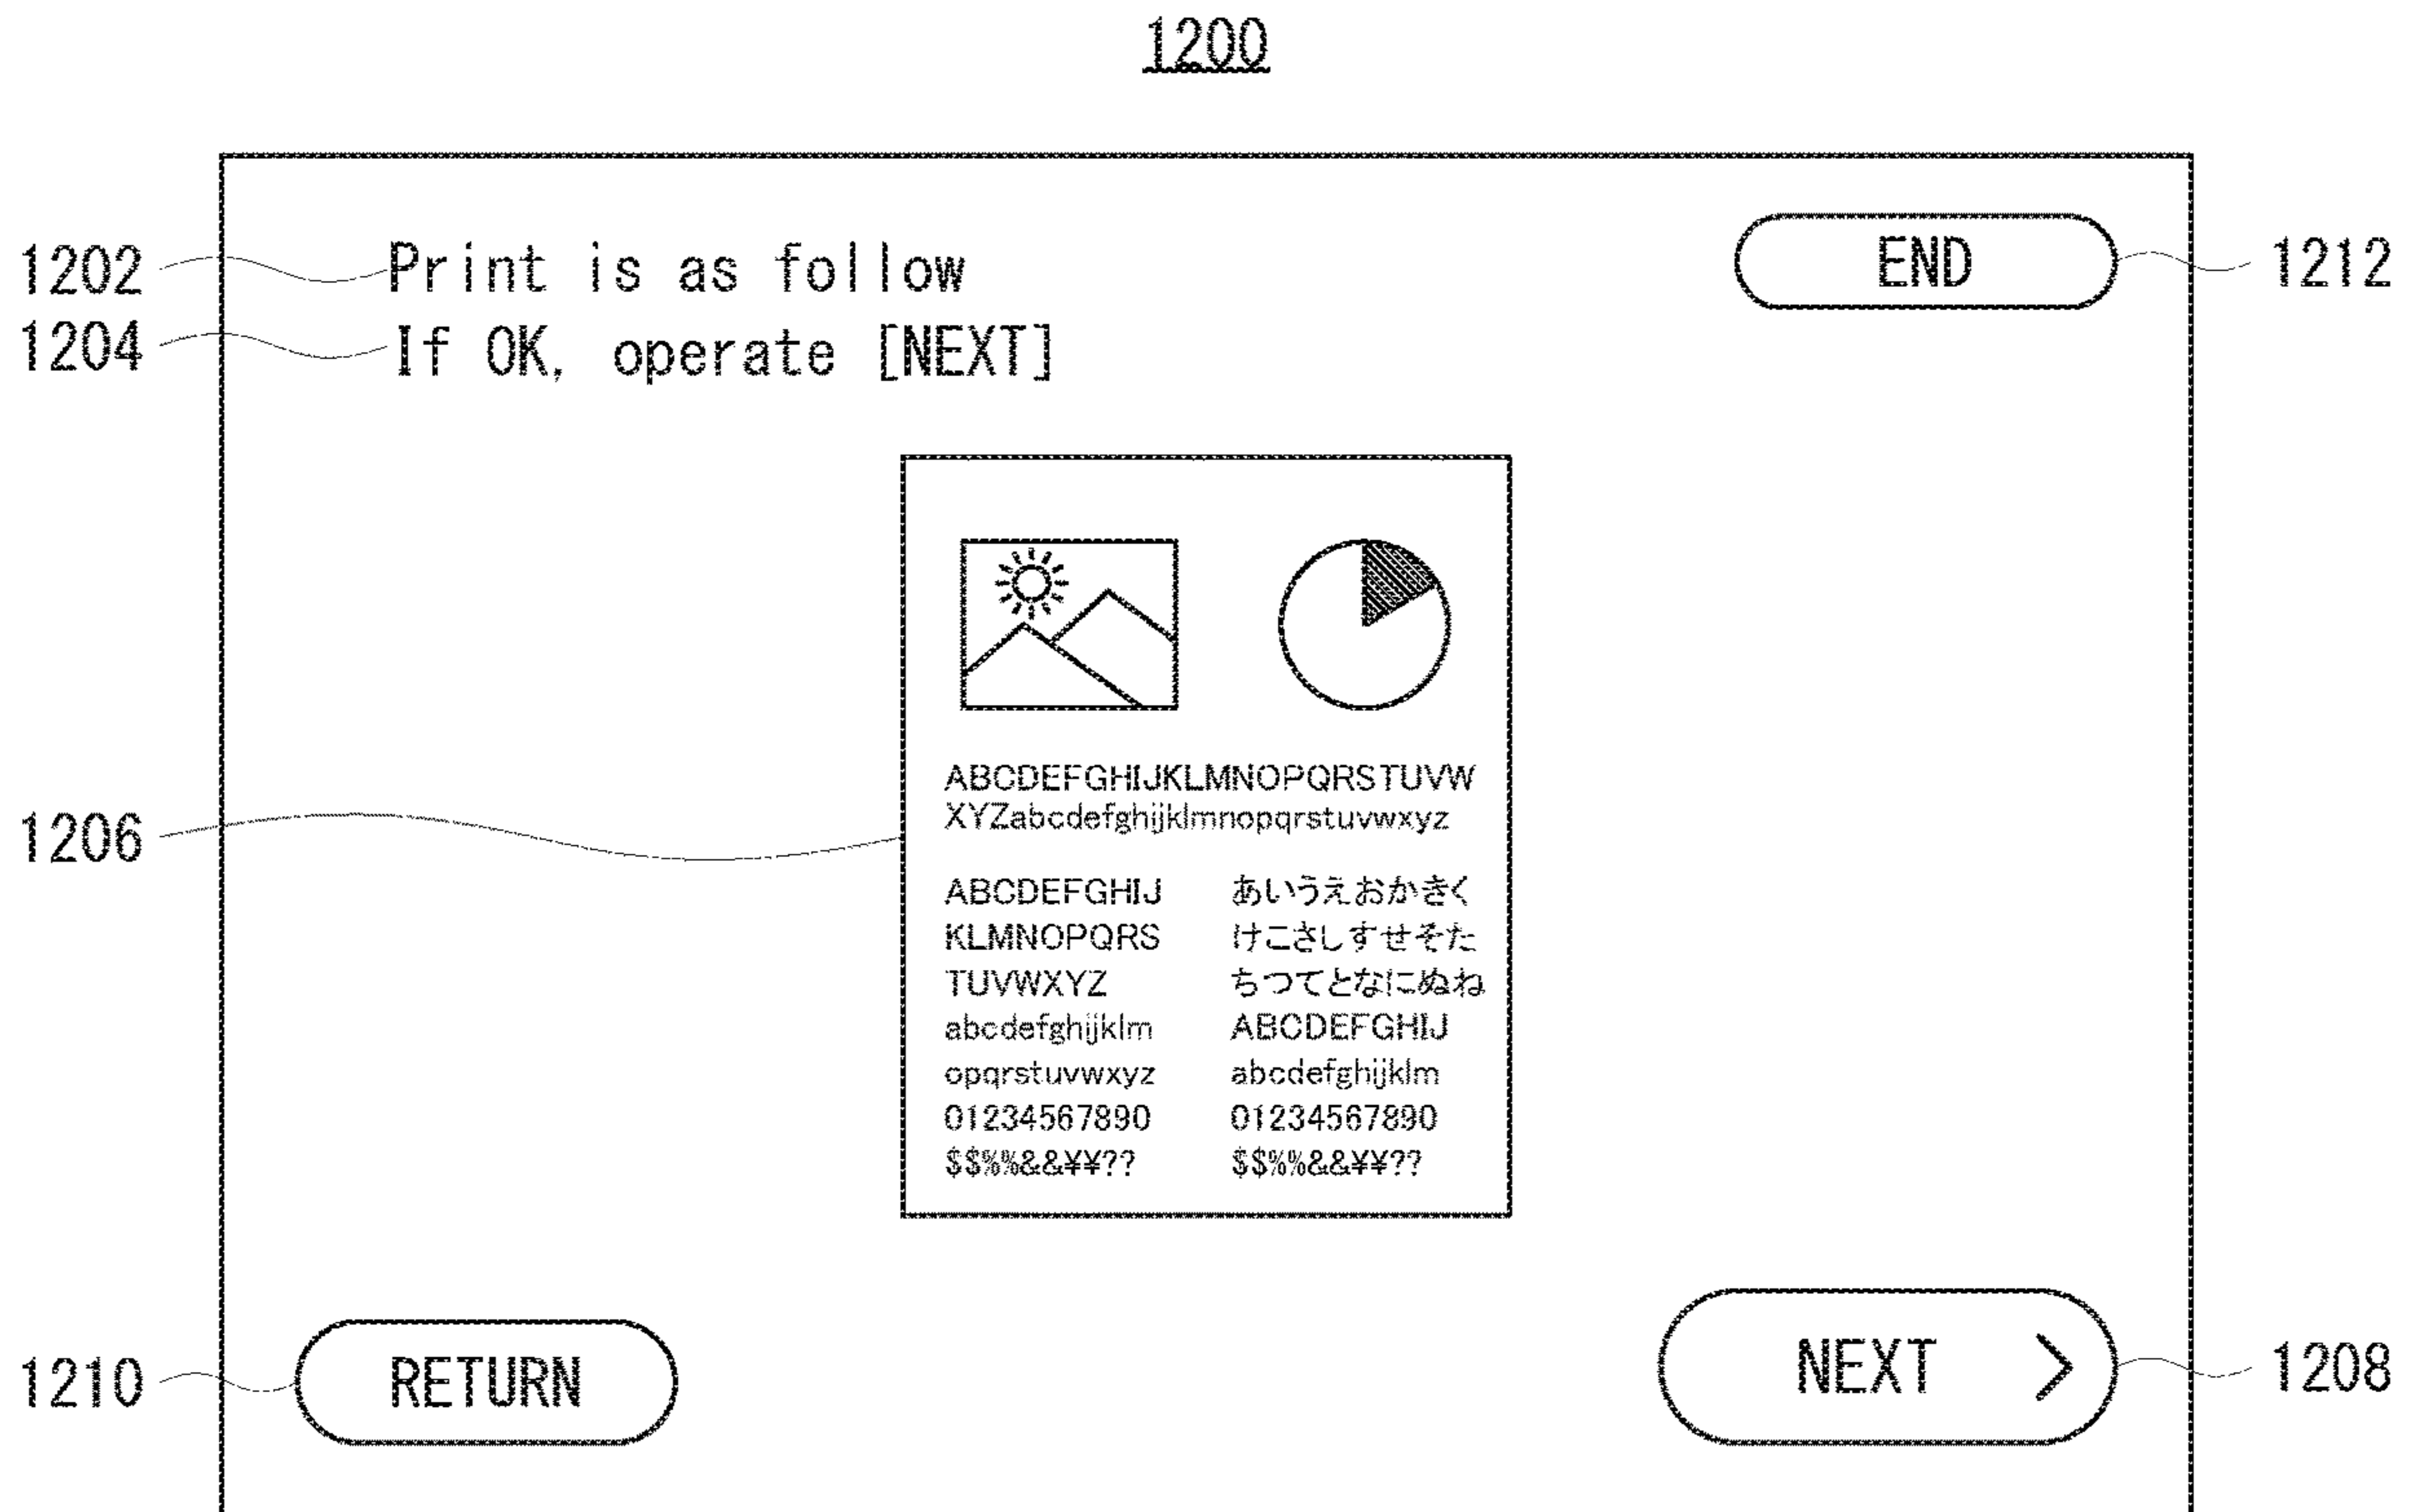 1200
1202 Print is as follow
END 1212
1204 If OK, operate [NEXT]
ABCDEFGHIJKLMNOPQRSTUVW
XYZabcdefghijklmnopqrstuvwxyz
1206
ABCDEFGHIJ
KLMNOPQRS
TUVWXYZ
abcdefghijklm
opqrstuvwxyz
01234567890
$$%%&&¥¥??
あいうえおかきく
けこさしすせそた
ちつてとなにぬね
ABCDEFGHIJ
abcdefghijklm
01234567890
$$%%&&¥¥??
1210 RETURN
NEXT > 1208